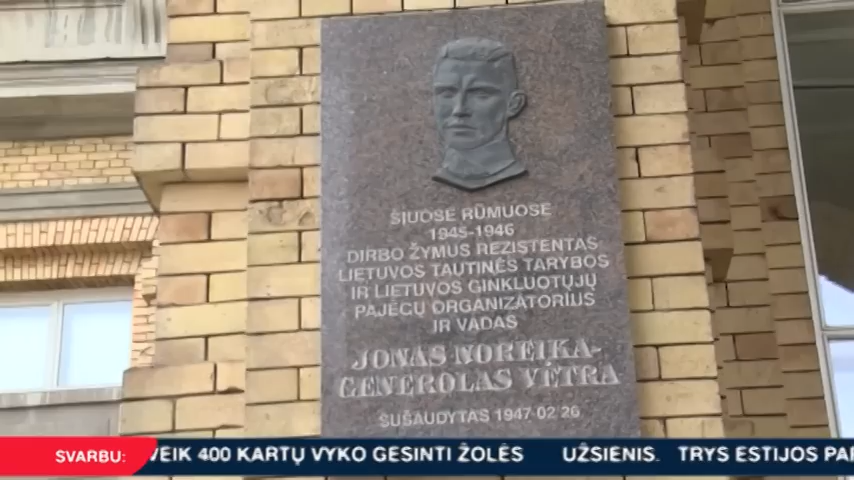 ŠIUOSE RŪMUOSE
1945-1946
DIRBO ŽYMUS REZISTENTAS
LIETUVOS TAUTINĖS TARYBOS
IR LIETUVOS GINKLUOTŲJŲ
PAJĖGŲ ORGANIZATORIUS
IR VADAS
JONAS NOREIKA-
GENEROLAS VĖTRA
SUŠAUDYTAS 1947 02 26
SVARBU: VEIK 400 KARTŲ VYKO GESINTI ŽOLĖS UŽSIENIS. TRYS ESTIJOS PAR